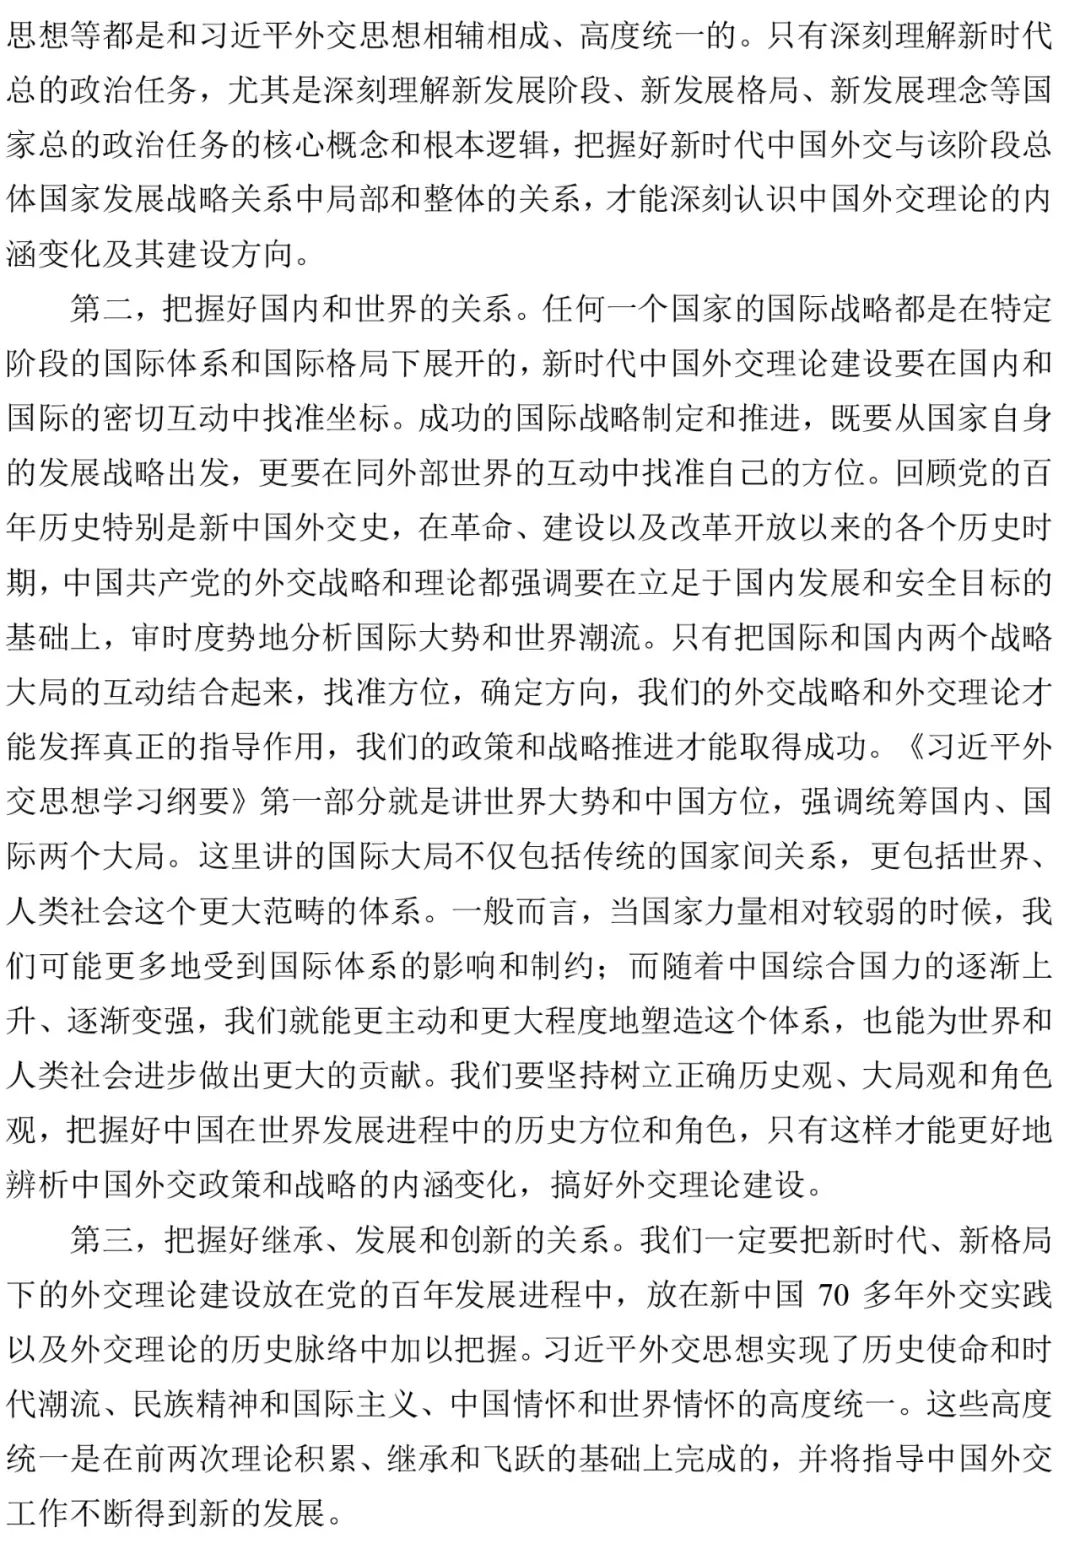 思想等都是和习近平外交思想相辅相成、高度统一的。只有深刻理解新时代
总的政治任务，尤其是深刻理解新发展阶段、新发展格局、新发展理念等国
家总的政治任务的核心概念和根本逻辑，把握好新时代中国外交与该阶段总
体国家发展战略关系中局部和整体的关系，才能深刻认识中国外交理论的内
涵变化及其建设方向。
第二，把握好国内和世界的关系。任何一个国家的国际战略都是在特定
阶段的国际体系和国际格局下展开的，新时代中国外交理论建设要在国内和
国际的密切互动中找准坐标。成功的国际战略制定和推进，既要从国家自身
的发展战略出发，更要在同外部世界的互动中找准自己的方位。回顾党的百
年历史特别是新中国外交史，在革命、建设以及改革开放以来的各个历史时
期，中国共产党的外交战略和理论都强调要在立足于国内发展和安全目标的
基础上，审时度势地分析国际大势和世界潮流。只有把国际和国内两个战略
大局的互动结合起来，找准方位，确定方向，我们的外交战略和外交理论才
能发挥真正的指导作用，我们的政策和战略推进才能取得成功。《习近平外
交思想学习纲要》第一部分就是讲世界大势和中国方位，强调统筹国内、国
际两个大局。这里讲的国际大局不仅包括传统的国家间关系，更包括世界、
人类社会这个更大范畴的体系。一般而言，当国家力量相对较弱的时候，我
们可能更多地受到国际体系的影响和制约；而随着中国综合国力的逐渐上
升、逐渐变强，我们就能更主动和更大程度地塑造这个体系，也能为世界和
人类社会进步做出更大的贡献。我们要坚持树立正确历史观、大局观和角色
观，把握好中国在世界发展进程中的历史方位和角色，只有这样才能更好地
辨析中国外交政策和战略的内涵变化，搞好外交理论建设。
第三，把握好继承、发展和创新的关系。我们一定要把新时代、新格局
下的外交理论建设放在党的百年发展进程中，放在新中国 70 多年外交实践
以及外交理论的历史脉络中加以把握。习近平外交思想实现了历史使命和时
代潮流、民族精神和国际主义、中国情怀和世界情怀的高度统一。这些高度
统一是在前两次理论积累、继承和飞跃的基础上完成的，并将指导中国外交
工作不断得到新的发展。